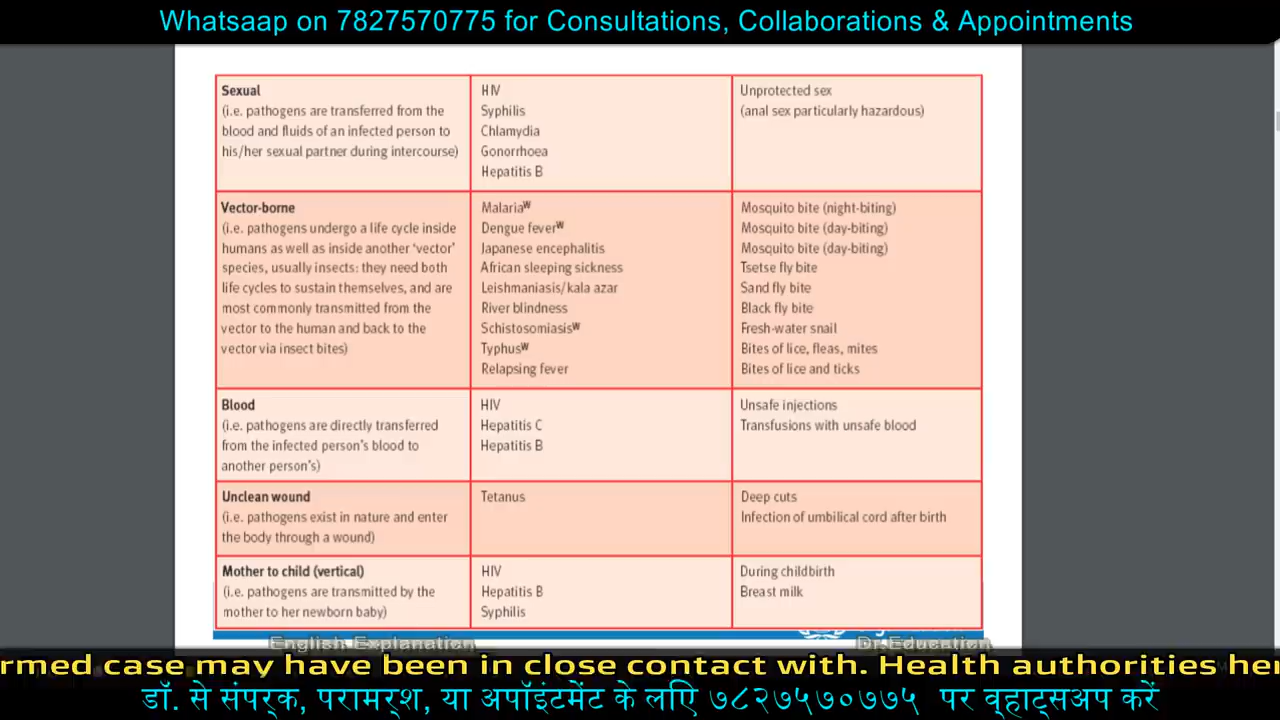 Whatsaap on 7827570775 for Consultations, Collaborations & Appointments
Sexual
(i.e. pathogens are transferred from the
blood and fluids of an infected person to
his/her sexual partner during intercourse)
HIV
Syphilis
Chlamydia
Gonorrhoea
Hepatitis B
Unprotected sex
(anal sex particularly hazardous)
Vector-borne
(i.e. pathogens undergo a life cycle inside
humans as well as inside another ‘vector’
species, usually insects: they need both
life cycles to sustain themselves, and are
most commonly transmitted from the
vector to the human and back to the
vector via insect bites)
Malariaᵂ
Dengue feverᵂ
Japanese encephalitis
African sleeping sickness
Leishmaniasis/kala azar
River blindness
Schistosomiasisᵂ
Typhusᵂ
Relapsing fever
Mosquito bite (night-biting)
Mosquito bite (day-biting)
Mosquito bite (day-biting)
Tsetse fly bite
Sand fly bite
Black fly bite
Fresh-water snail
Bites of lice, fleas, mites
Bites of lice and ticks
Blood
(i.e. pathogens are directly transferred
from the infected person's blood to
another person's)
HIV
Hepatitis C
Hepatitis B
Unsafe injections
Transfusions with unsafe blood
Unclean wound
(i.e. pathogens exist in nature and enter
the body through a wound)
Tetanus
Deep cuts
Infection of umbilical cord after birth
Mother to child (vertical)
(i.e. pathogens are transmitted by the
mother to her newborn baby)
HIV
Hepatitis B
Syphilis
During childbirth
Breast milk
English Explanation
Dr.Education
rmed case may have been in close contact with. Health authorities her
डॉ. से संपर्क, परामर्श, या अपॉइंटमेंट के लिए ७८२७५७०७७५ पर व्हाट्सअप करें